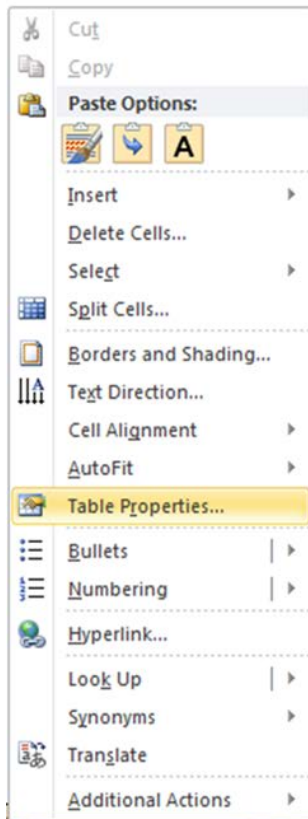 Cut
Copy
Paste Options:
A
Insert
Delete Cells...
Select
Split Cells...
Borders and Shading...
Text Direction...
Cell Alignment
AutoFit
Table Properties...
Bullets
Numbering
Hyperlink...
Look Up
Synonyms
Translate
Additional Actions